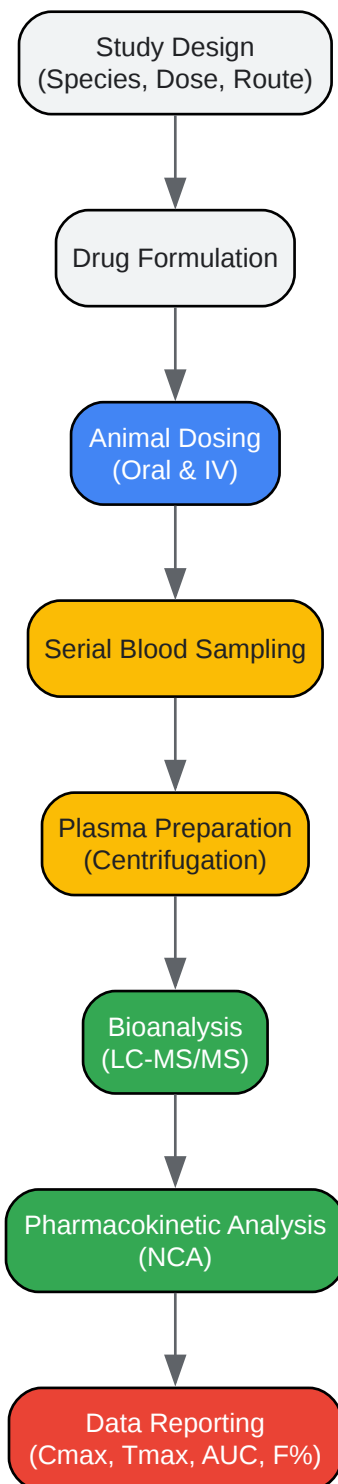 Study Design
(Species, Dose, Route)
Drug Formulation
Animal Dosing
(Oral & IV)
Serial Blood Sampling
Plasma Preparation
(Centrifugation)
Bioanalysis
(LC-MS/MS)
Pharmacokinetic Analysis
(NCA)
Data Reporting
(Cmax, Tmax, AUC, F%)